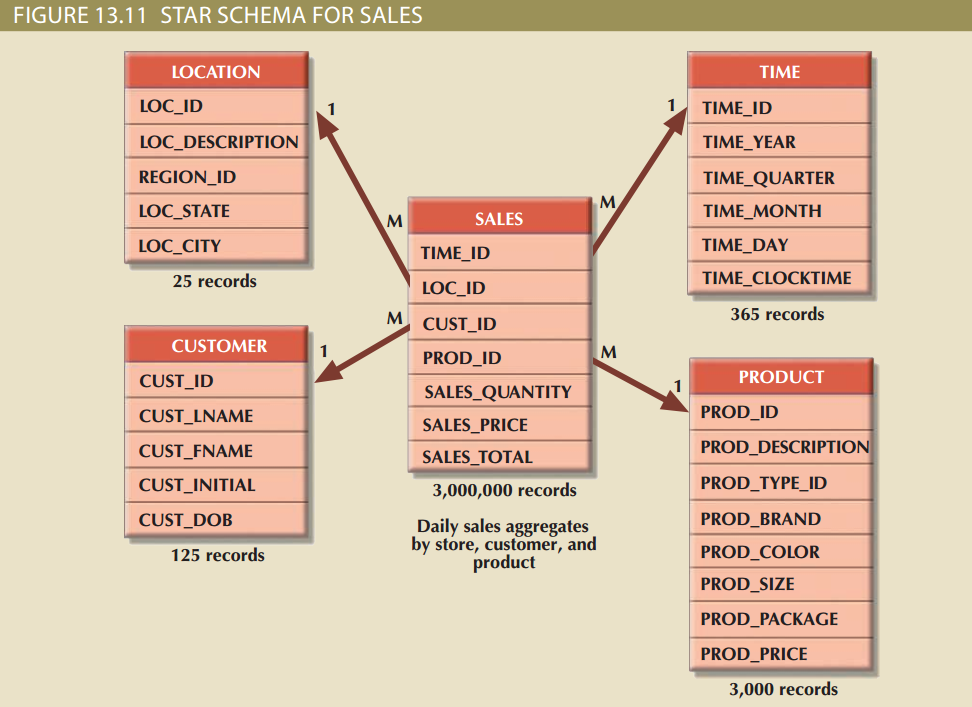 FIGURE 13.11 STAR SCHEMA FOR SALES
LOCATION
LOC_ID
LOC_DESCRIPTION
REGION_ID
LOC_STATE
LOC_CITY
25 records
1
M
CUSTOMER
CUST_ID
CUST_LNAME
CUST_FNAME
CUST_INITIAL
CUST_DOB
125 records
1
M
SALES
TIME_ID
LOC_ID
CUST_ID
PROD_ID
SALES_QUANTITY
SALES_PRICE
SALES_TOTAL
3,000,000 records
Daily sales aggregates
by store, customer, and
product
M
1
TIME
TIME_ID
TIME_YEAR
TIME_QUARTER
TIME_MONTH
TIME_DAY
TIME_CLOCKTIME
365 records
M
1
PRODUCT
PROD_ID
PROD_DESCRIPTION
PROD_TYPE_ID
PROD_BRAND
PROD_COLOR
PROD_SIZE
PROD_PACKAGE
PROD_PRICE
3,000 records